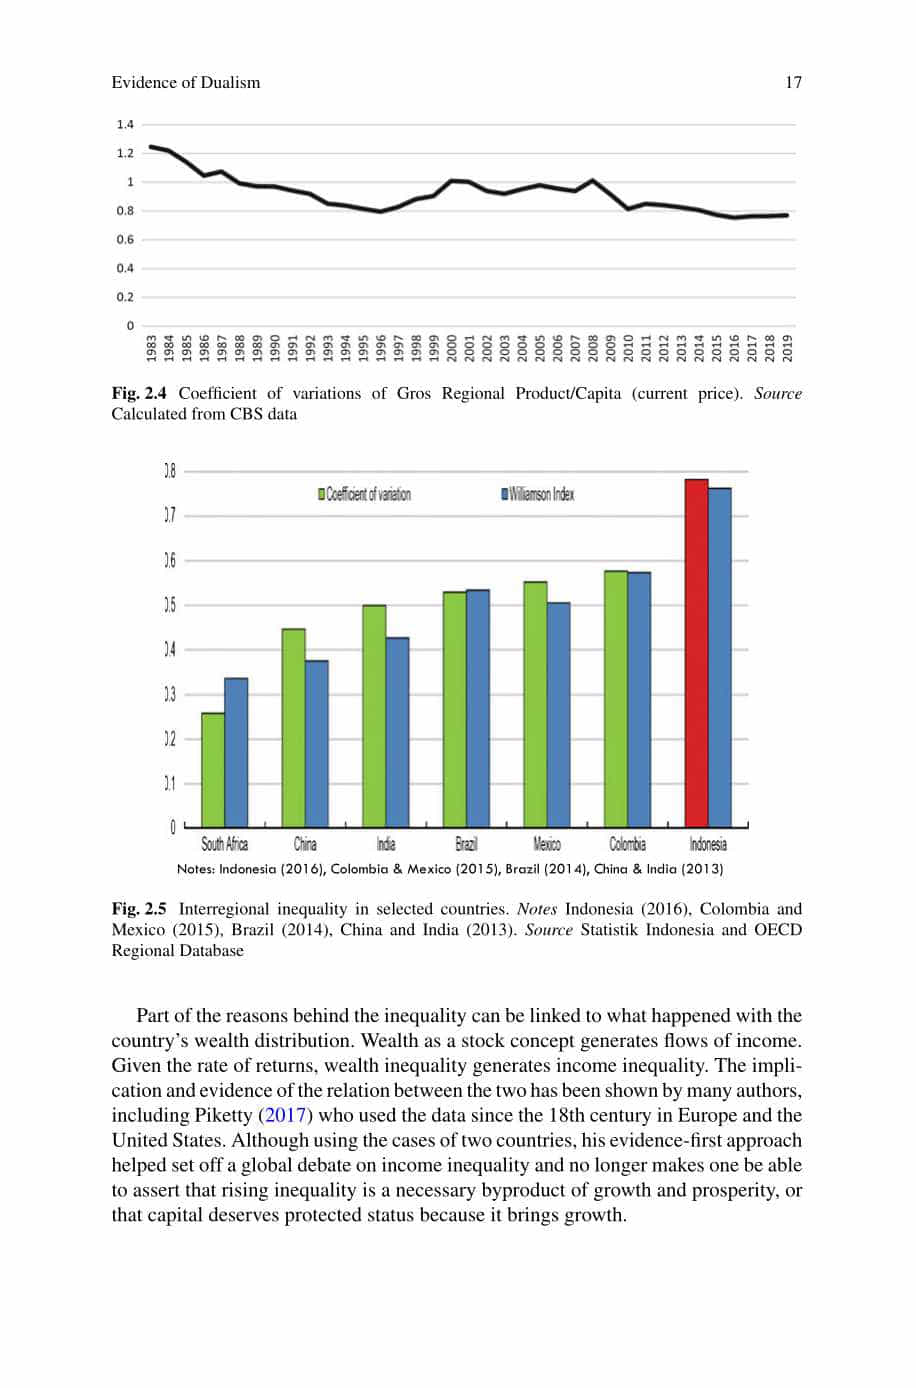 Evidence of Dualism 17
1.4
1.2
1
0.8
0.6
0.4
0.2
0
1983 1984 1985 1986 1987 1988 1989 1990 1991 1992 1993 1994 1995 1996 1997 1998 1999 2000 2001 2002 2003 2004 2005 2006 2007 2008 2009 2010 2011 2012 2013 2014 2015 2016 2017 2018 2019
Fig. 2.4 Coefficient of variations of Gros Regional Product/Capita (current price). Source
Calculated from CBS data
0.8
Coefficient of variation Williamson Index
0.7
0.6
0.5
0.4
0.3
0.2
0.1
0
South Africa China India Brazil Mexico Colombia Indonesia
Notes: Indonesia (2016), Colombia & Mexico (2015), Brazil (2014), China & India (2013)
Fig. 2.5 Interregional inequality in selected countries. Notes Indonesia (2016), Colombia and
Mexico (2015), Brazil (2014), China and India (2013). Source Statistik Indonesia and OECD
Regional Database
Part of the reasons behind the inequality can be linked to what happened with the
country's wealth distribution. Wealth as a stock concept generates flows of income.
Given the rate of returns, wealth inequality generates income inequality. The impli-
cation and evidence of the relation between the two has been shown by many authors,
including Piketty (2017) who used the data since the 18th century in Europe and the
United States. Although using the cases of two countries, his evidence-first approach
helped set off a global debate on income inequality and no longer makes one be able
to assert that rising inequality is a necessary byproduct of growth and prosperity, or
that capital deserves protected status because it brings growth.